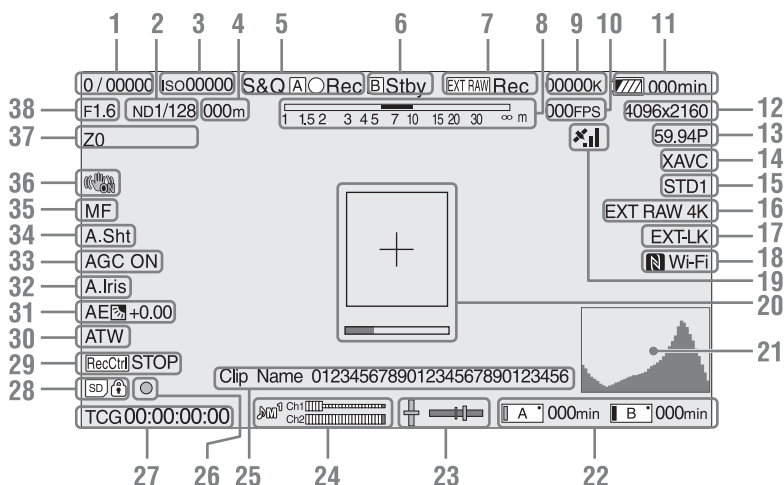 1 2 3 4 5 6 7 8 9 10 11
0 / 00000 ISO00000 S&Q A Rec B Stby EXT RAW Rec 00000K 000min
38 F1.6 ND1/128 000m 1 1.5 2 3 4 5 7 10 15 20 30 ∞ m 000FPS 4096x2160 12
37 Z0 59.94P 13
XAVC 14
36 ON STD1 15
35 MF EXT RAW 4K 16
34 A.Sht EXT-LK 17
33 AGC ON N Wi-Fi 18
32 A.Iris 19
31 AE +0.00 20
30 ATW
29 RecCtrl STOP 21
28 SD Clip Name 012345678901234567890123456
TCG 00:00:00:00 M1 Ch1 Ch2 A 000min B 000min
27 26 25 24 23 22